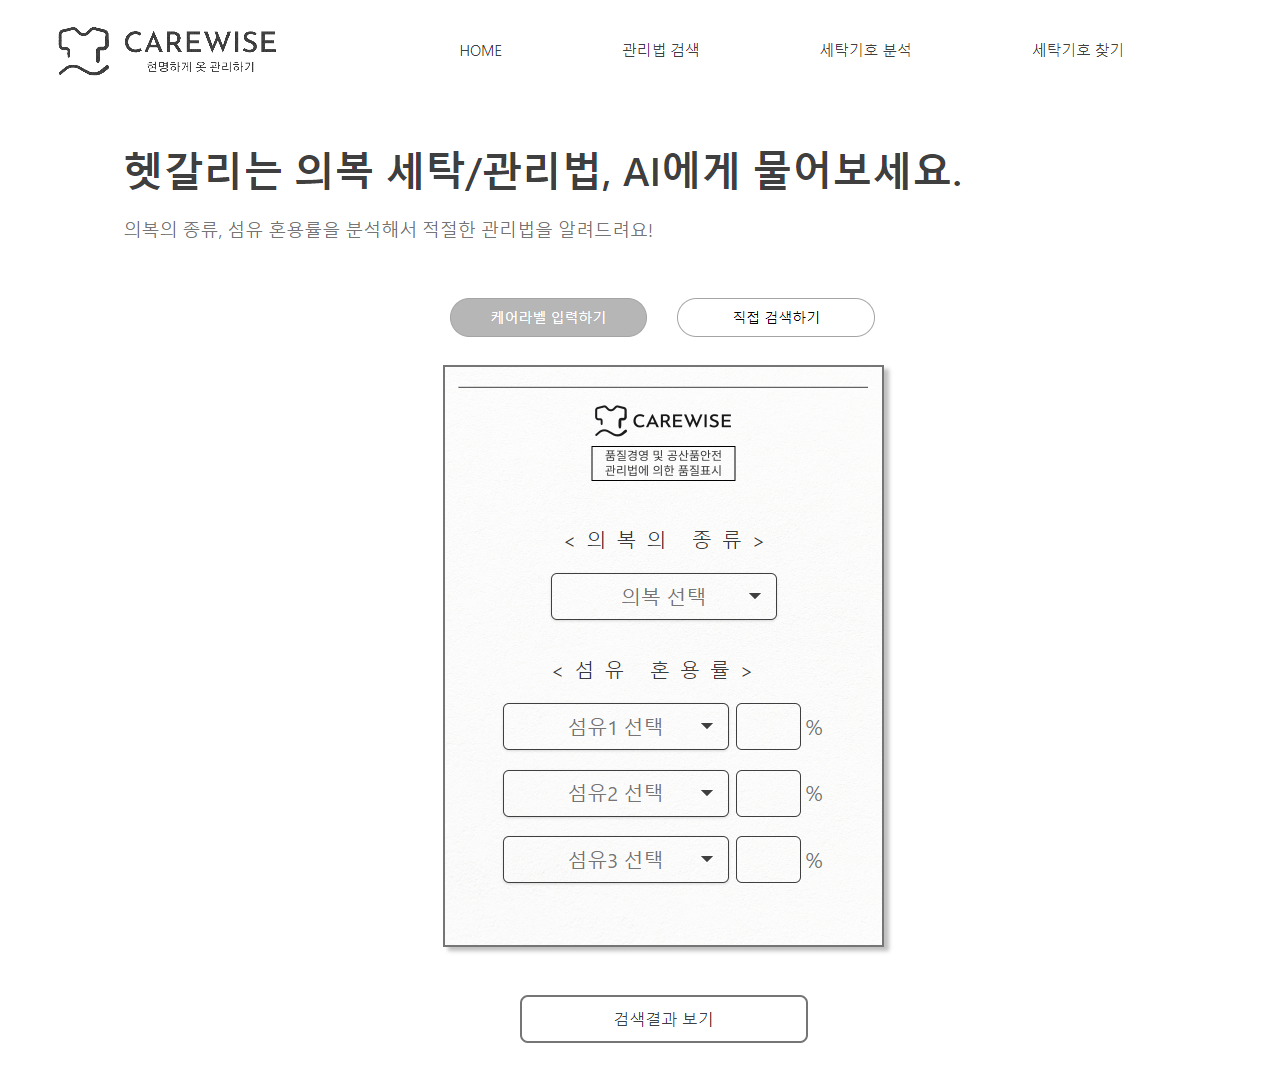 CAREWISE
현명하게 옷 관리하기
HOME
관리법 검색
세탁기호 분석
세탁기호 찾기
헷갈리는 의복 세탁/관리법, AI에게 물어보세요.
의복의 종류, 섬유 혼용률을 분석해서 적절한 관리법을 알려드려요!
케어라벨 입력하기
직접 검색하기
CAREWISE
품질경영 및 공산품안전
관리법에 의한 품질표시
< 의 복 의 종 류 >
의복 선택
< 섬 유 혼 용 률 >
섬유1 선택 %
섬유2 선택 %
섬유3 선택 %
검색결과 보기